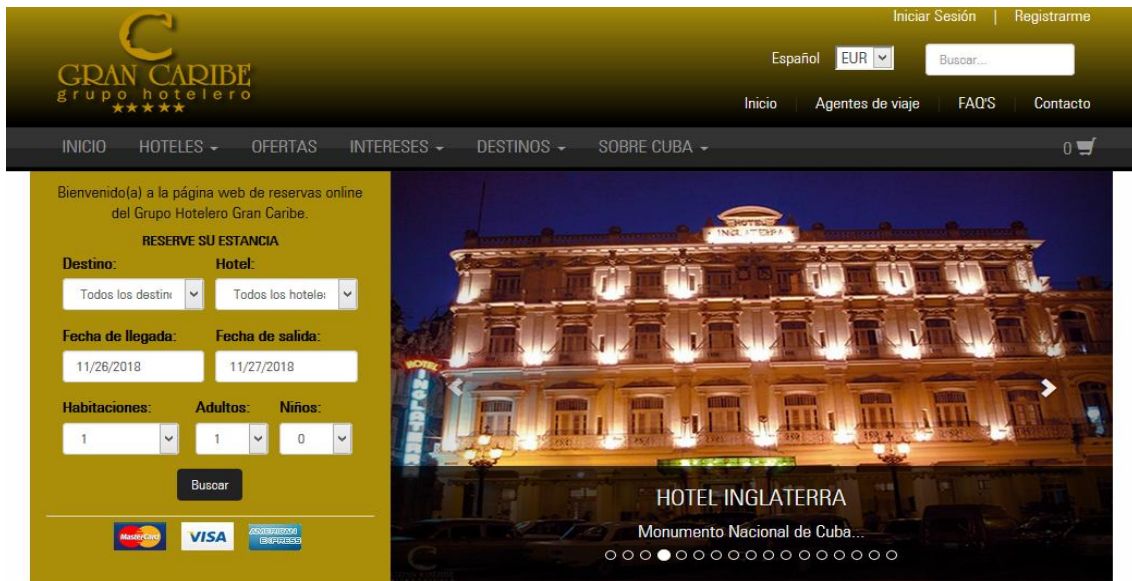 Iniciar Sesión | Registrarme
GRAN CARIBE
grupo hotelero
Español EUR Buscar...
Inicio Agentes de viaje FAQ'S Contacto
INICIO HOTELES OFERTAS INTERESES DESTINOS SOBRE CUBA 0
Bienvenido(a) a la página web de reservas online
del Grupo Hotelero Gran Caribe.
RESERVE SU ESTANCIA
Destino: Hotel:
Todos los destin Todos los hotele
Fecha de llegada: Fecha de salida:
11/26/2018 11/27/2018
Habitaciones: Adultos: Niños:
1 1 0
Buscar
MasterCard VISA AMERICAN EXPRESS
HOTEL
INGLATERRA
HOTEL
INGLATERRA
HOTEL INGLATERRA
Monumento Nacional de Cuba...